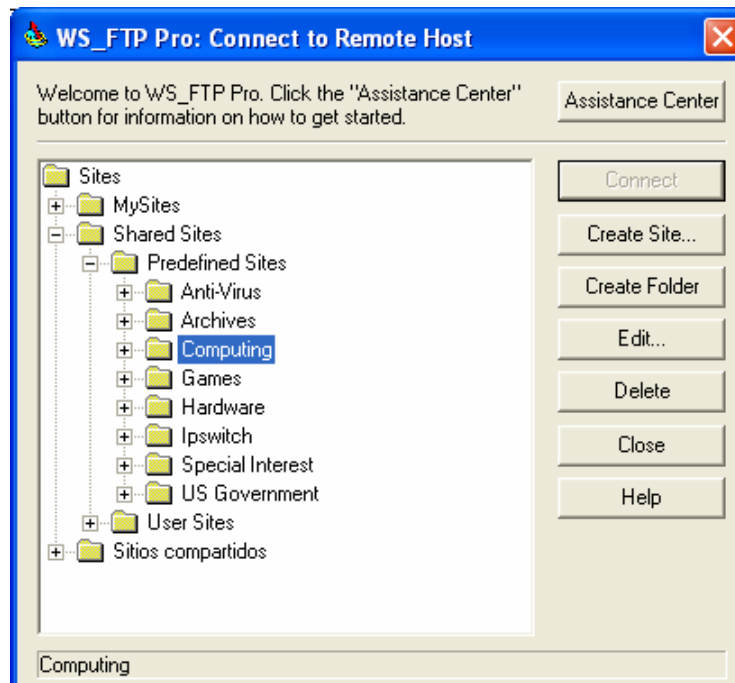 WS_FTP Pro: Connect to Remote Host
Welcome to WS_FTP Pro. Click the "Assistance Center"
button for information on how to get started.
Assistance Center
Sites
MySites
Shared Sites
Predefined Sites
Anti-Virus
Archives
Computing
Games
Hardware
Ipswitch
Special Interest
US Government
User Sites
Sitios compartidos
Connect
Create Site...
Create Folder
Edit...
Delete
Close
Help
Computing